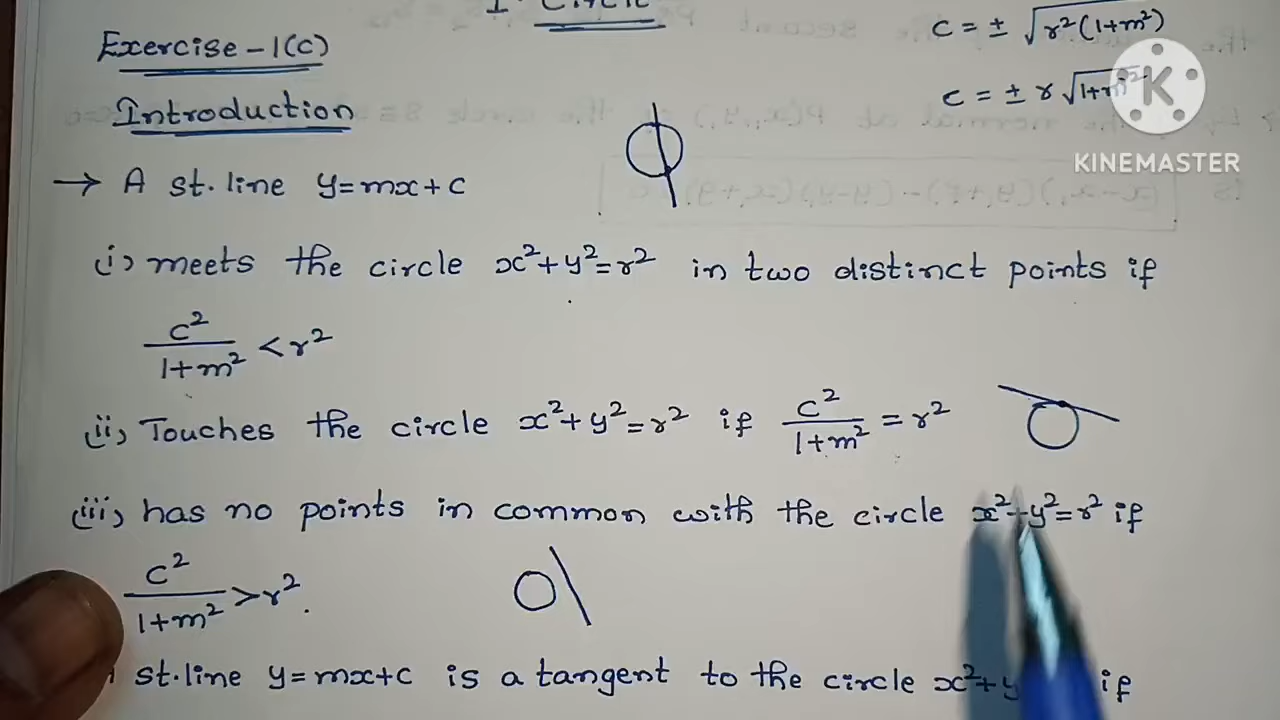 1. Circle
c = ± √r²(1+m²)
c = ± r √1+m²
KINEMASTER
Exercise-1(c)
Introduction
→ A st. line y=mx+c
(i) meets the circle x²+y²=r² in two distinct points if
c²/1+m² < r²
(ii) Touches the circle x²+y²=r² if c²/1+m² = r²
(iii) has no points in common with the circle x²+y²=r² if
c²/1+m² > r².
st.line y=mx+c is a tangent to the circle x²+y if